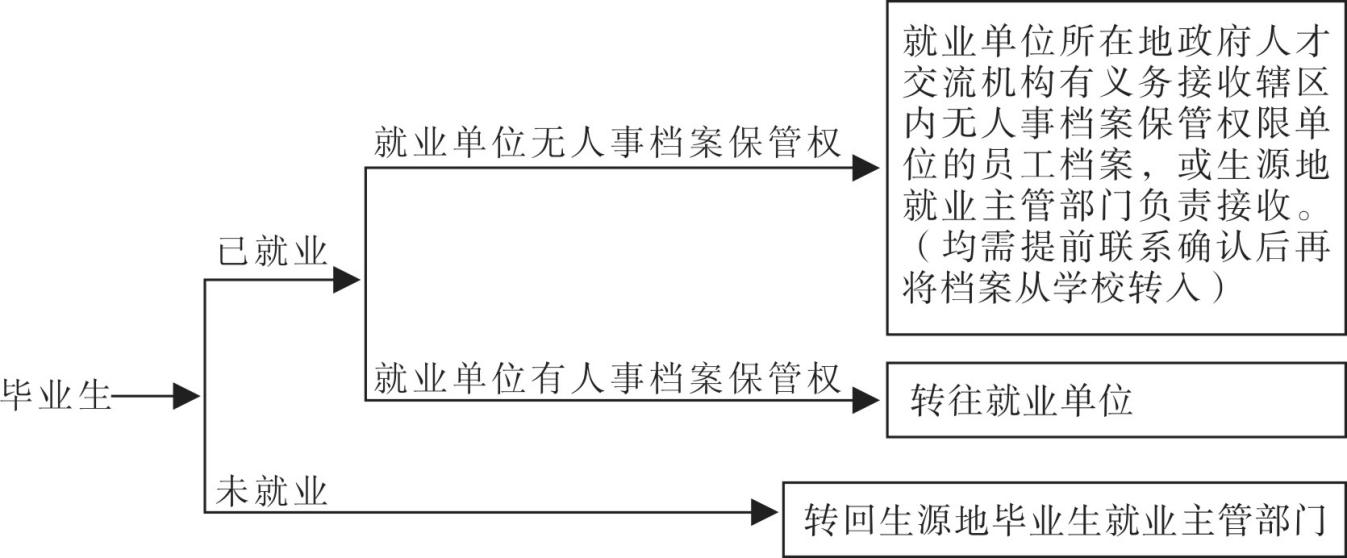 就业单位所在地政府人才
交流机构有义务接收辖区
内无人事档案保管权限单
位的员工档案，或生源地
就业主管部门负责接收。
（均需提前联系确认后再
将档案从学校转入）
就业单位无人事档案保管权
已就业
就业单位有人事档案保管权
转往就业单位
毕业生
未就业
转回生源地毕业生就业主管部门